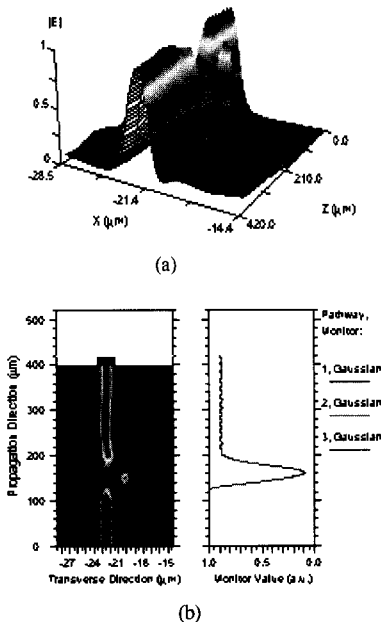 |E|
1
0.5
0
-28.5
-21.4
-14.4
X (μm)
0.0
210.0
420.0
Z (μm)
(a)
Propagation Direction (μm)
500
400
300
200
100
0
-27
-24
-21
-18
-15
Transverse Direction (μm)
1.0
0.5
0.0
Monitor Value (a.u.)
Pathway,
Monitor:
1, Gaussian
2, Gaussian
3, Gaussian
(b)